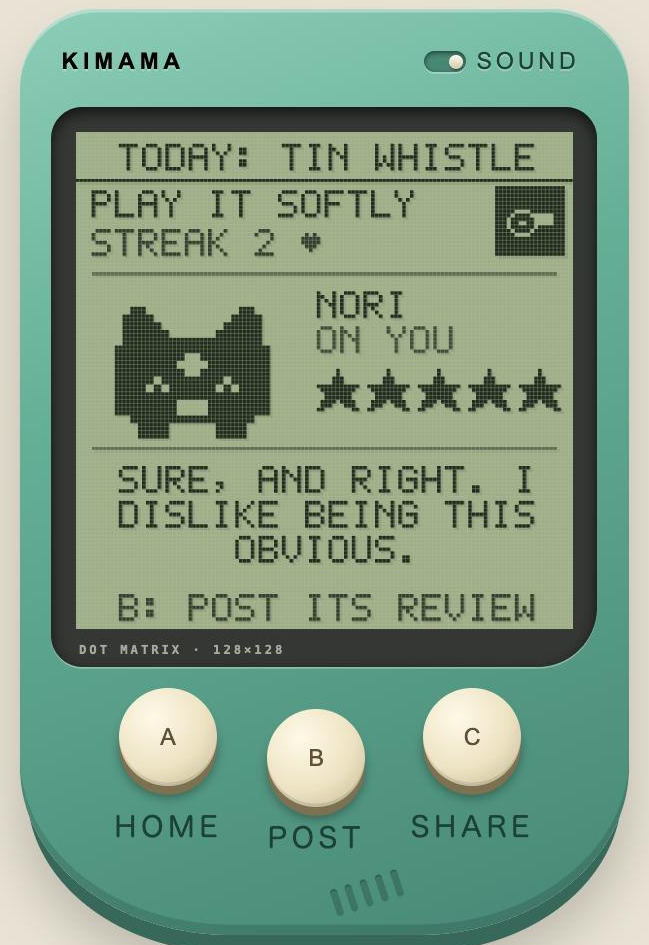 KIMAMA
SOUND
TODAY: TIN WHISTLE
PLAY IT SOFTLY
STREAK 2 ♥
NORI
ON YOU
★★★★★
SURE, AND RIGHT. I
DISLIKE BEING THIS
OBVIOUS.
B: POST ITS REVIEW
DOT MATRIX · 128×128
A
B
C
HOME
POST
SHARE